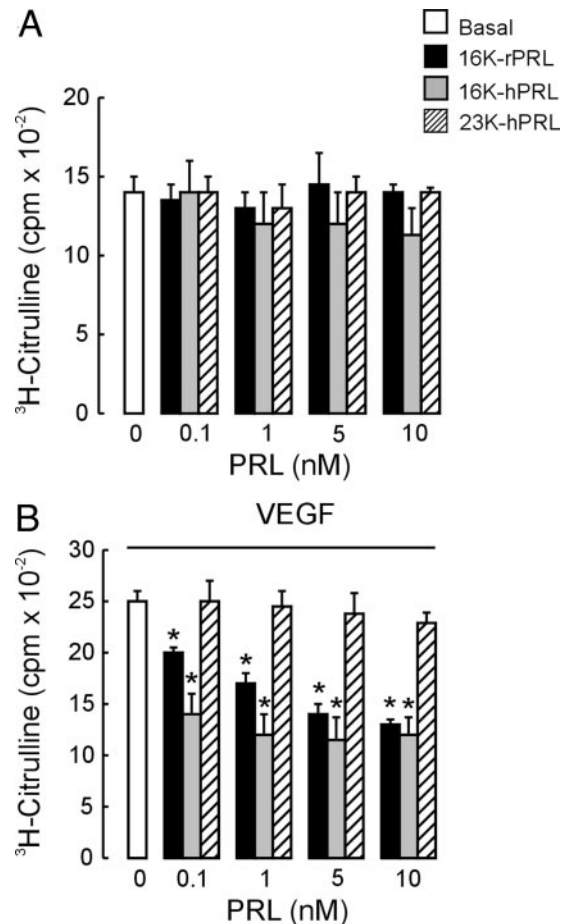 A
Basal
16K-rPRL
16K-hPRL
23K-hPRL
20
15
10
5
0
³H-Citrulline (cpm x 10⁻²)
0 0.1 1 5 10
PRL (nM)
B
VEGF
30
25
20
15
10
5
0
³H-Citrulline (cpm x 10⁻²)
* * * * * * * *
0 0.1 1 5 10
PRL (nM)